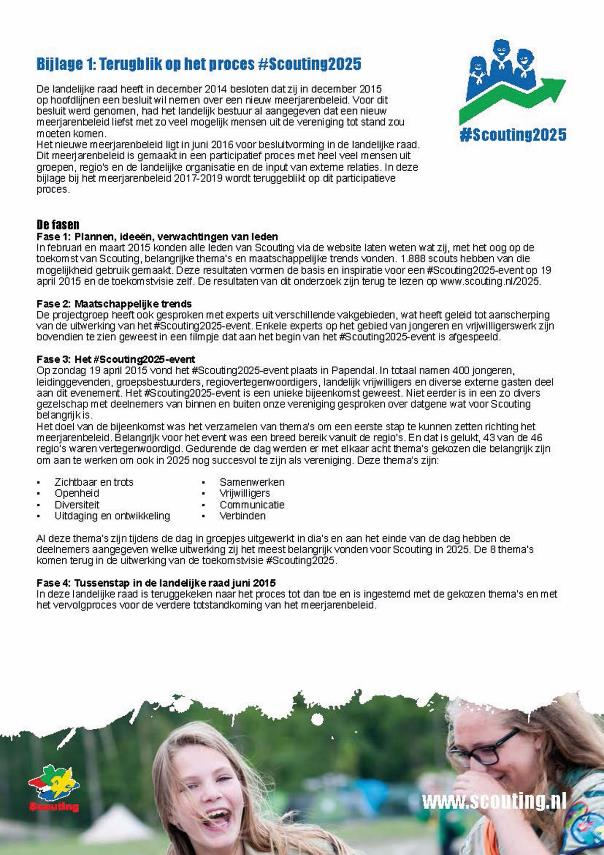 Bijlage 1: Terugblik op het proces #Scouting2025
De landelijke raad heeft in december 2014 besloten dat zij in december 2015
op hoofdlijnen een besluit wil nemen over een nieuw meerjarenbeleid. Voor dit
besluit werd genomen, had het landelijk bestuur al aangegeven dat een nieuw
meerjarenbeleid liefst met zo veel mogelijk mensen uit de vereniging tot stand zou
moeten komen.
Het nieuwe meerjarenbeleid ligt in juni 2016 voor besluitvorming in de landelijke raad.
Dit meerjarenbeleid is gemaakt in een participatief proces met heel veel mensen uit
groepen, regio's en de landelijke organisatie en de input van externe relaties. In deze
bijlage bij het meerjarenbeleid 2017-2019 wordt teruggeblikt op dit participatieve
proces.
#Scouting2025
De fasen
Fase 1: Plannen, ideeën, verwachtingen van leden
In februari en maart 2015 konden alle leden van Scouting via de website laten weten wat zij, met het oog op de
toekomst van Scouting, belangrijke thema's en maatschappelijke trends vonden. 1.888 scouts hebben van die
mogelijkheid gebruik gemaakt. Deze resultaten vormen de basis en inspiratie voor een #Scouting2025-event op 19
april 2015 en de toekomstvisie zelf. De resultaten van dit onderzoek zijn terug te lezen op www.scouting.nl/2025.
Fase 2: Maatschappelijke trends
De projectgroep heeft ook gesproken met experts uit verschillende vakgebieden, wat heeft geleid tot aanscherping
van de uitwerking van het #Scouting2025-event. Enkele experts op het gebied van jongeren en vrijwilligerswerk zijn
bovendien te zien geweest in een filmpje dat aan het begin van het #Scouting2025-event is afgespeeld.
Fase 3: Het #Scouting2025-event
Op zondag 19 april 2015 vond het #Scouting2025-event plaats in Papendal. In totaal namen 400 jongeren,
leidinggevenden, groepsbestuurders, regiovertegenwoordigers, landelijk vrijwilligers en diverse externe gasten deel
aan dit evenement. Het #Scouting2025-event is een unieke bijeenkomst geweest. Niet eerder is in een zo divers
gezelschap met deelnemers van binnen en buiten onze vereniging gesproken over datgene wat voor Scouting
belangrijk is.
Het doel van de bijeenkomst was het verzamelen van thema's om een eerste stap te kunnen zetten richting het
meerjarenbeleid. Belangrijk voor het event was een breed bereik vanuit de regio's. En dat is gelukt, 43 van de 46
regio's waren vertegenwoordigd. Gedurende de dag werden er met elkaar acht thema's gekozen die belangrijk zijn
om aan te werken om ook in 2025 nog succesvol te zijn als vereniging. Deze thema's zijn:
• Zichtbaar en trots
• Openheid
• Diversiteit
• Uitdaging en ontwikkeling
• Samenwerken
• Vrijwilligers
• Communicatie
• Verbinden
Al deze thema's zijn tijdens de dag in groepjes uitgewerkt in dia's en aan het einde van de dag hebben de
deelnemers aangegeven welke uitwerking zij het meest belangrijk vonden voor Scouting in 2025. De 8 thema's
komen terug in de uitwerking van de toekomstvisie #Scouting2025.
Fase 4: Tussenstap in de landelijke raad juni 2015
In deze landelijke raad is teruggekeken naar het proces tot dan toe en is ingestemd met de gekozen thema's en met
het vervolgproces voor de verdere totstandkoming van het meerjarenbeleid.
Scouting
www.scouting.nl